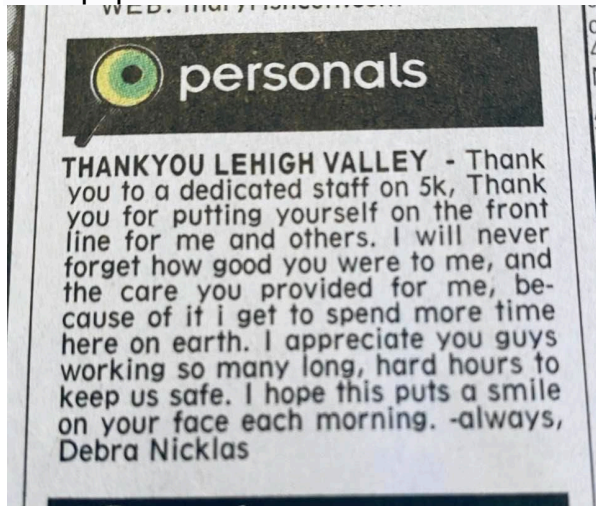 personals
THANKYOU LEHIGH VALLEY - Thank
you to a dedicated staff on 5k, Thank
you for putting yourself on the front
line for me and others. I will never
forget how good you were to me, and
the care you provided for me, be-
cause of it i get to spend more time
here on earth. I appreciate you guys
working so many long, hard hours to
keep us safe. I hope this puts a smile
on your face each morning. -always,
Debra Nicklas